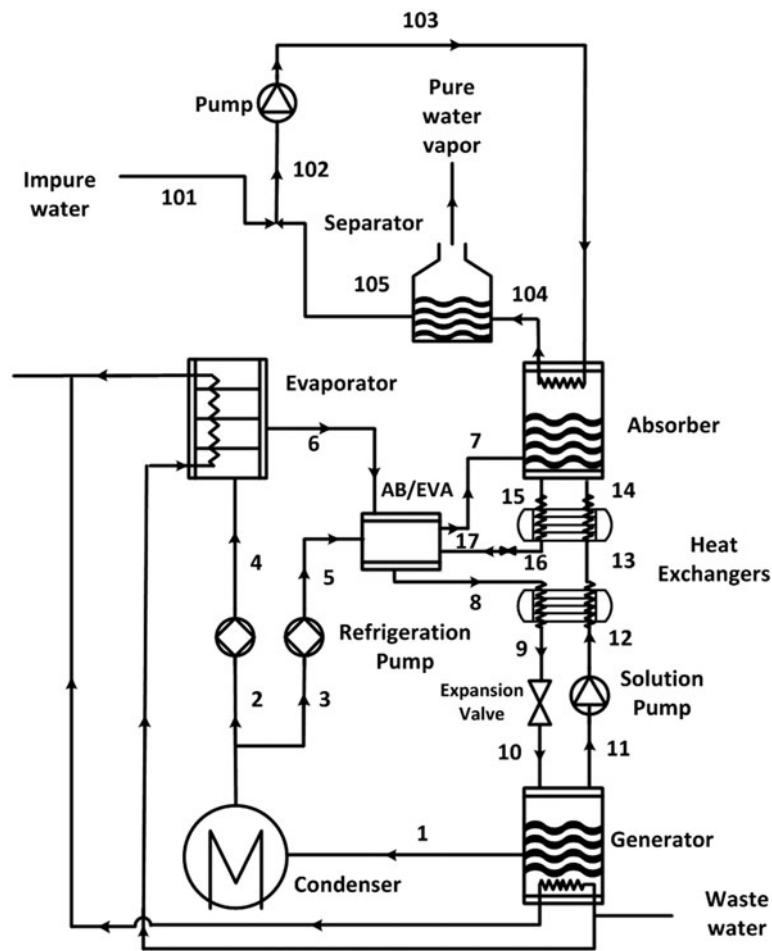 103
Pump
Pure
water
vapor
Impure
water
101
102
Separator
105
104
Evaporator
6
7
Absorber
AB/EVA
15
14
17
16
13
Heat
Exchangers
4
5
8
12
Refrigeration
Pump
9
Expansion
Valve
Solution
Pump
2
3
10
11
1
Generator
Condenser
Waste
water